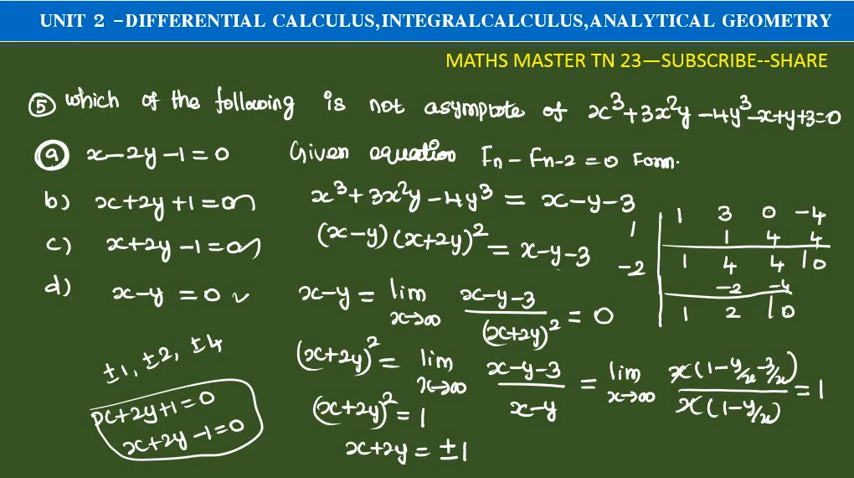 UNIT 2 –DIFFERENTIAL CALCULUS,INTEGRALCALCULUS,ANALYTICAL GEOMETRY
MATHS MASTER TN 23—SUBSCRIBE--SHARE
⑤ which of the following is not asymptote of x³+3x²y-4y³-x+y+3=0
ⓐ x-2y-1=0
b) x+2y+1=0
c) x+2y-1=0
d) x-y=0
Given equation Fn - Fn-2 = 0 Form.
x³+3x²y-4y³ = x-y-3
(x-y)(x+2y)² = x-y-3
x-y = lim x→∞ (x-y-3)/(x+2y)² = 0
(x+2y)² = lim x→∞ (x-y-3)/(x-y) = lim x→∞ x(1-y/x-3/x)/x(1-y/x) = 1
(x+2y)² = 1
x+2y = ±1
1 3 0 -4
1 1 4 4
-2 1 4 4 0
-2 -4
1 2 0
±1, ±2, ±4
x+2y+1=0
x+2y-1=0